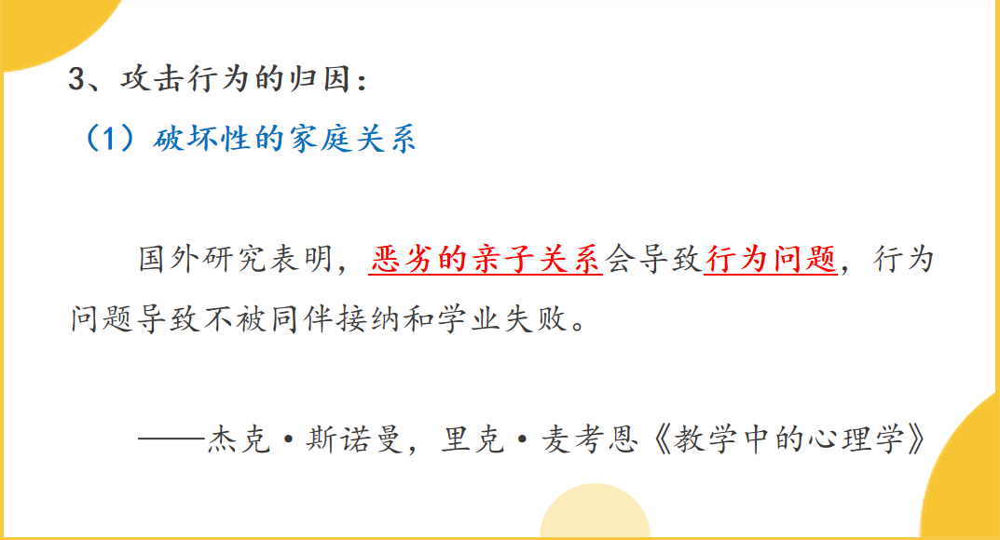 3、攻击行为的归因：
（1）破坏性的家庭关系
国外研究表明，恶劣的亲子关系会导致行为问题，行为
问题导致不被同伴接纳和学业失败。
——杰克·斯诺曼，里克·麦考恩《教学中的心理学》